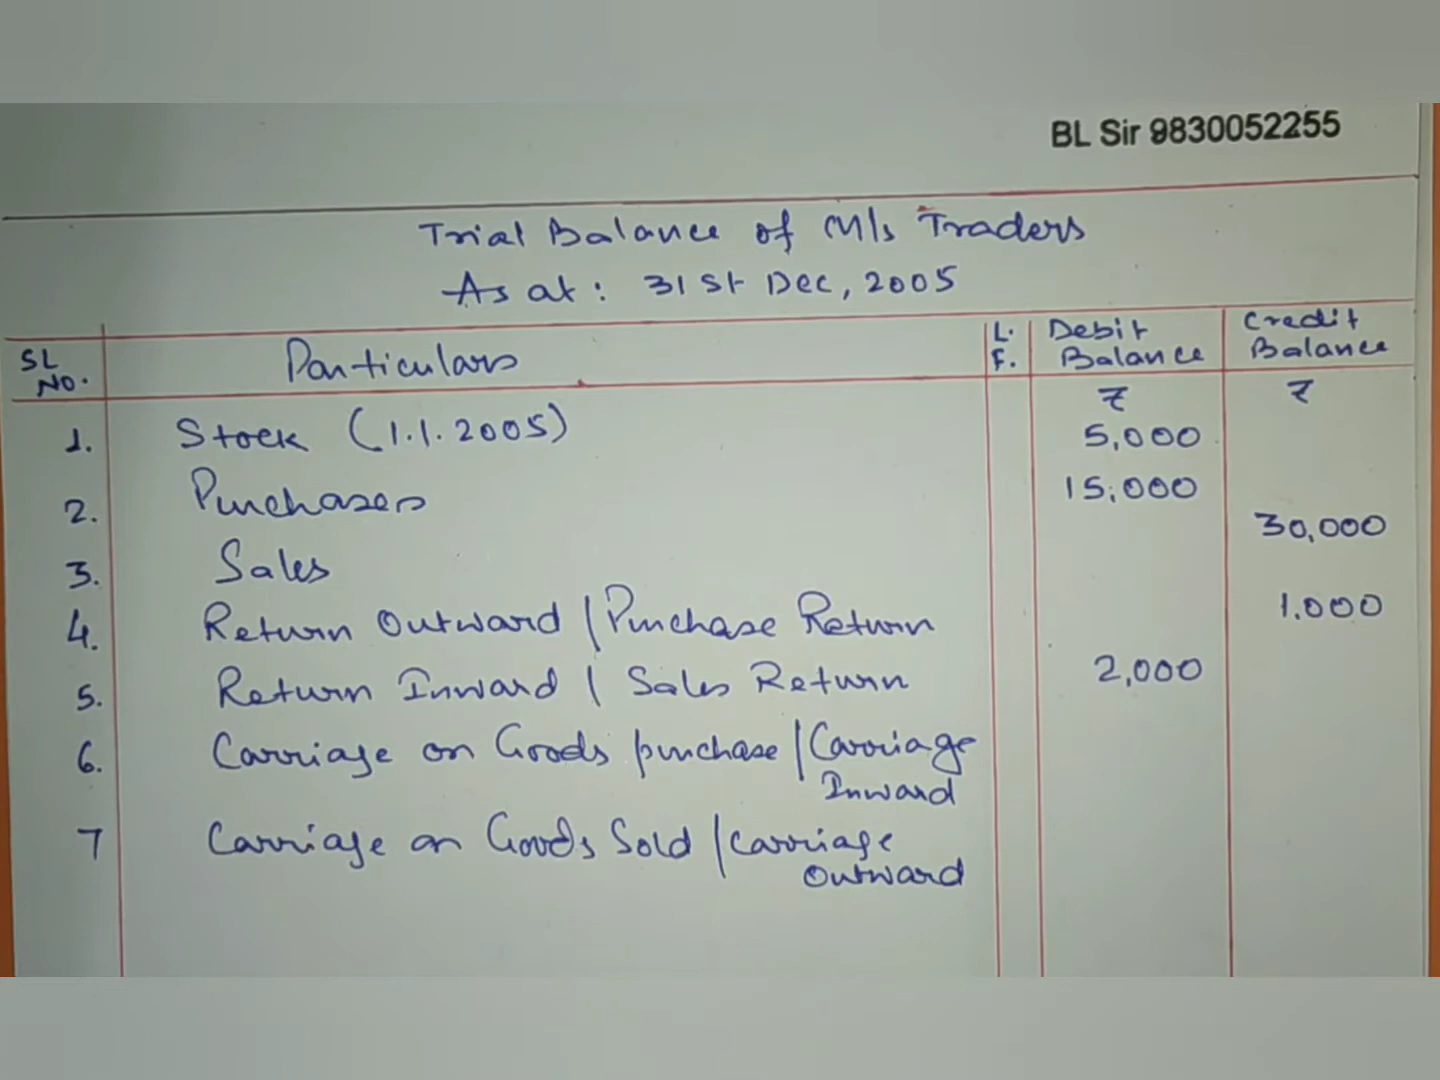 BL Sir 9830052255
Trial Balance of M/s Traders
As at: 31st Dec, 2005
SL No. Particulars L.F. Debit Balance Credit Balance
₹ ₹
1. Stock (1.1.2005) 5,000
2. Purchases 15,000
3. Sales 30,000
4. Return Outward / Purchase Return 1.000
5. Return Inward / Sales Return 2,000
6. Carriage on Goods purchase / Carriage
Inward
7 Carriage on Goods Sold / Carriage
Outward